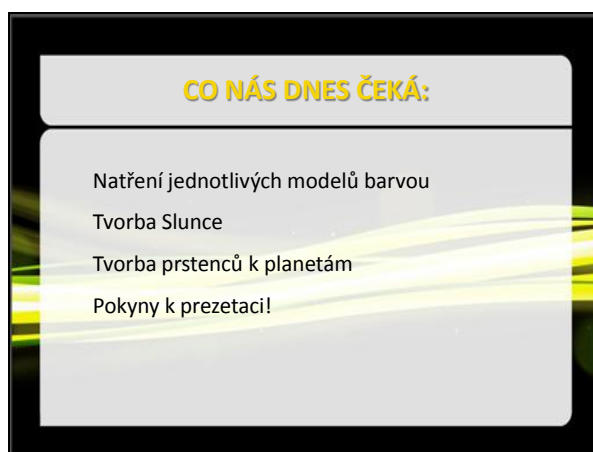 CO NÁS DNES ČEKÁ:
Natření jednotlivých modelů barvou
Tvorba Slunce
Tvorba prstenců k planetám
Pokyny k prezetaci!